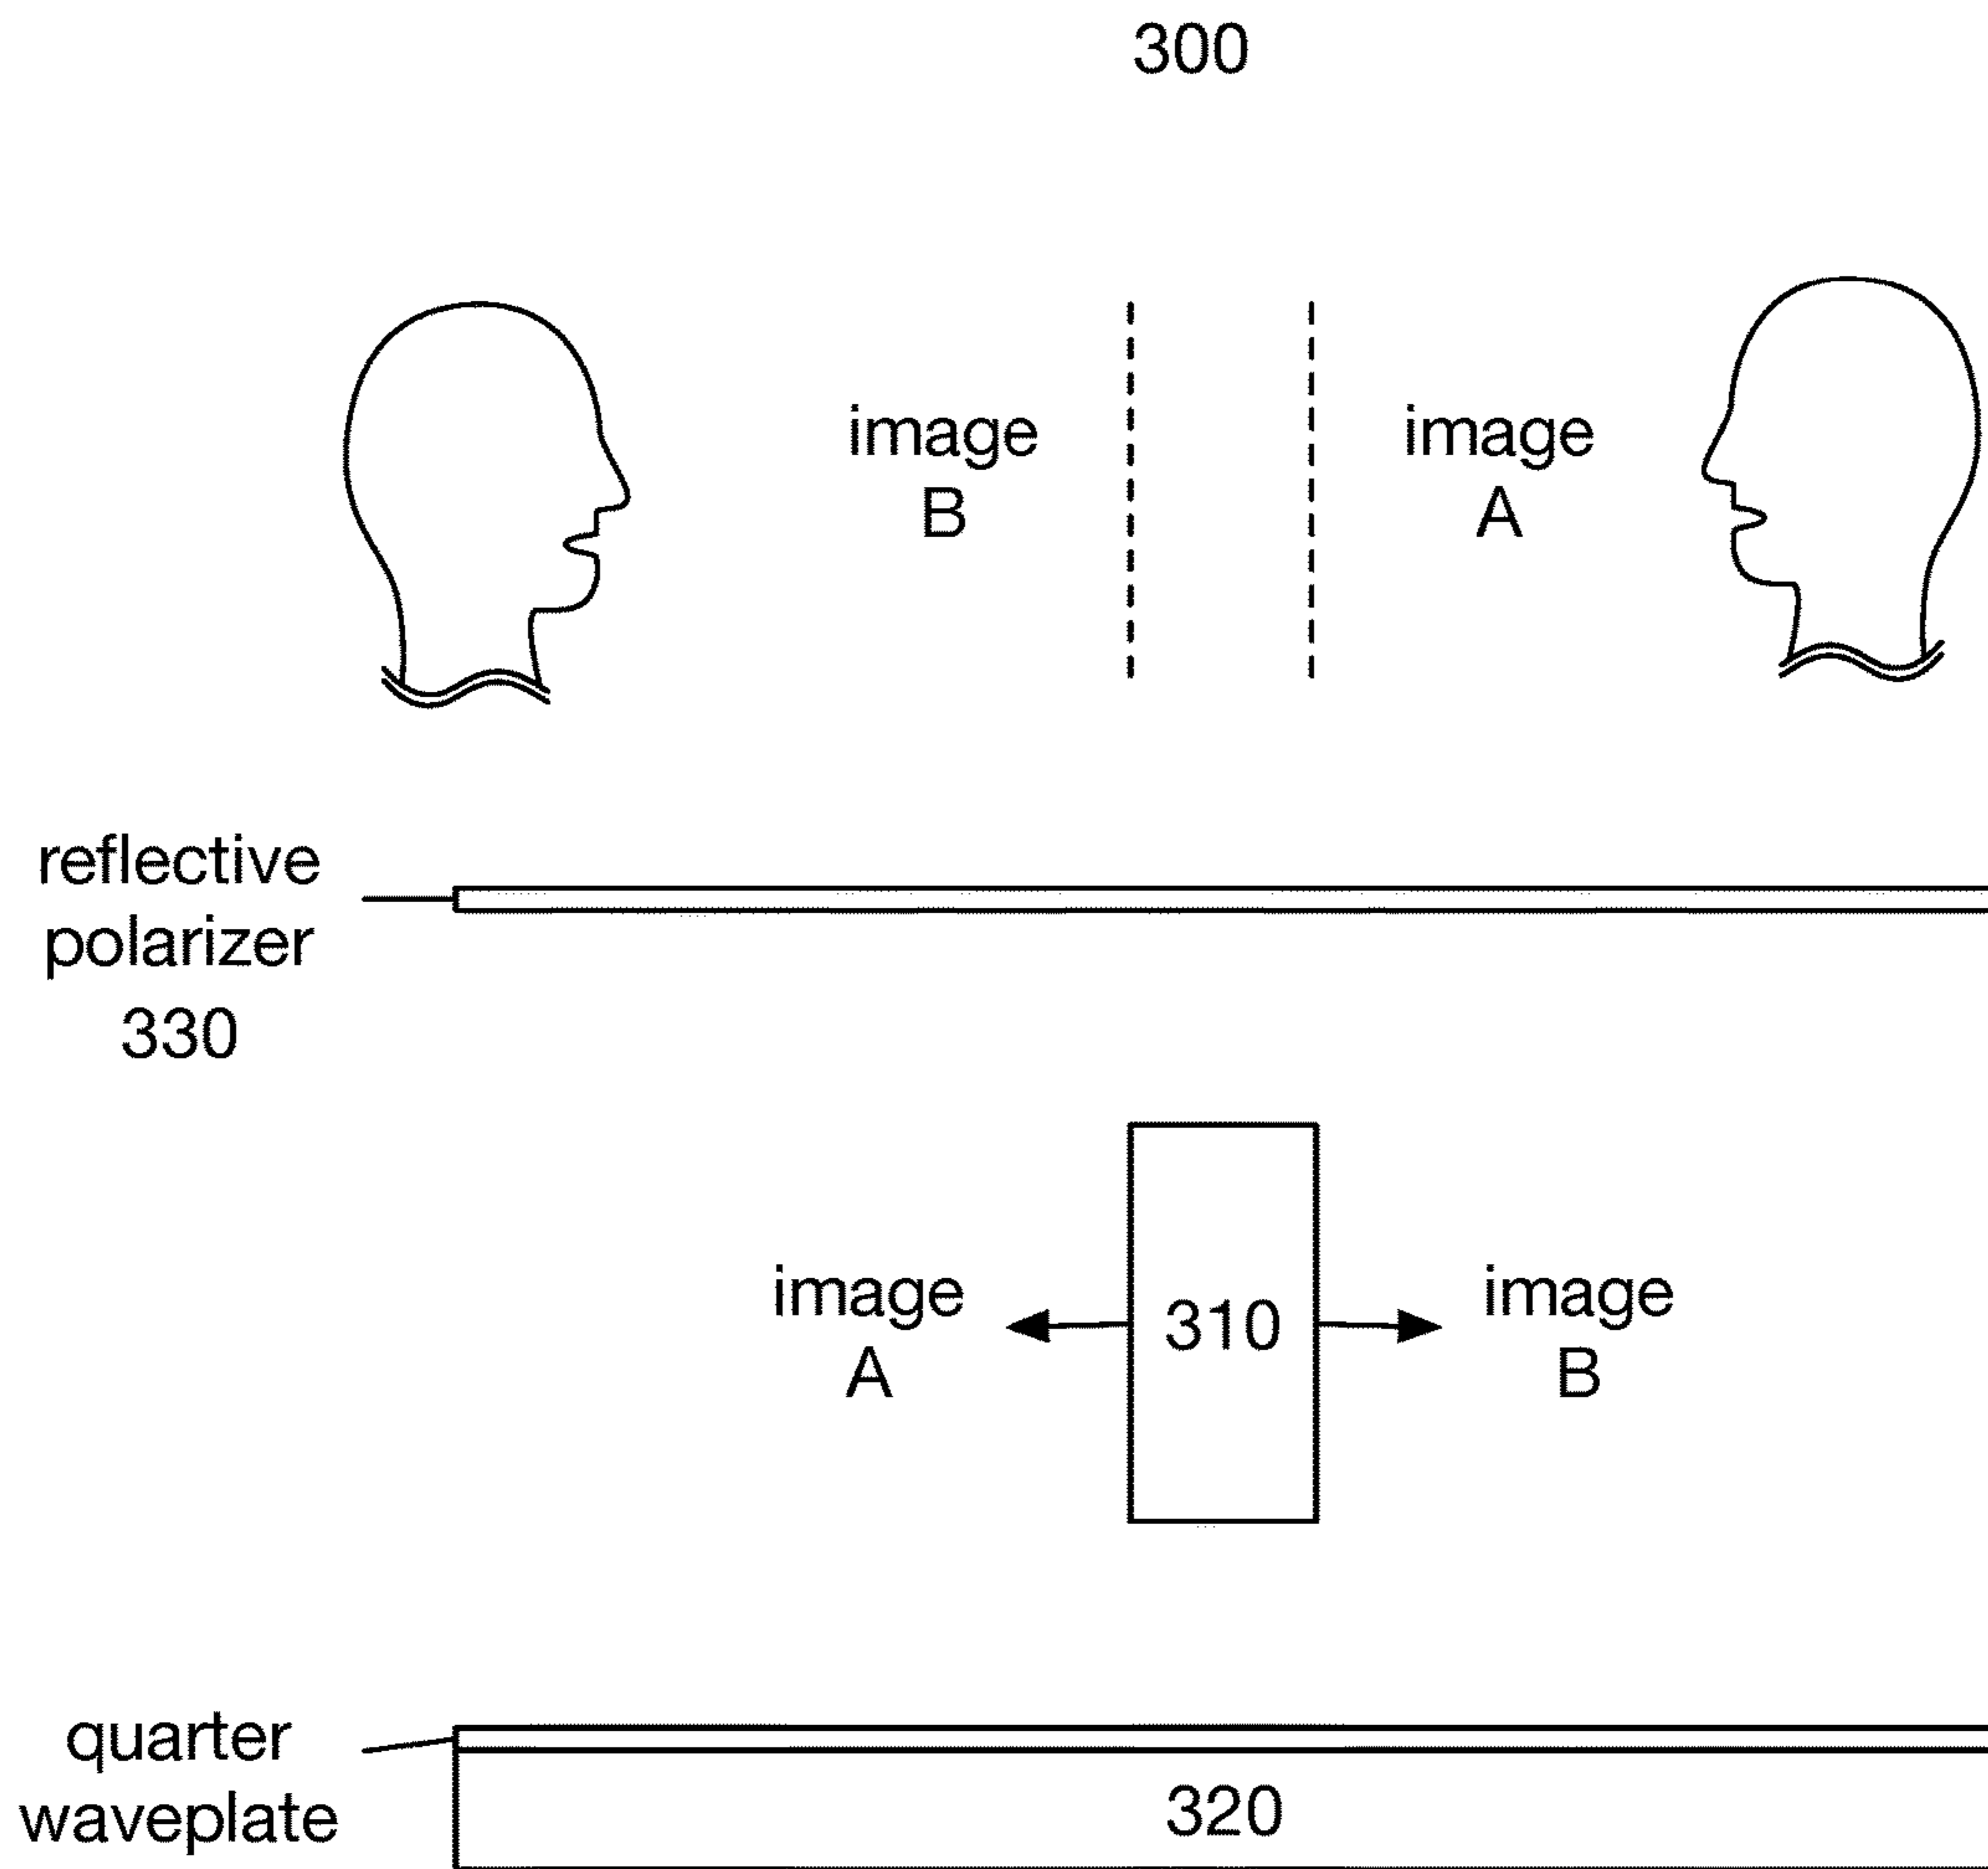 300
image
B
image
A
reflective
polarizer
330
image
A
310
image
B
quarter
waveplate
320